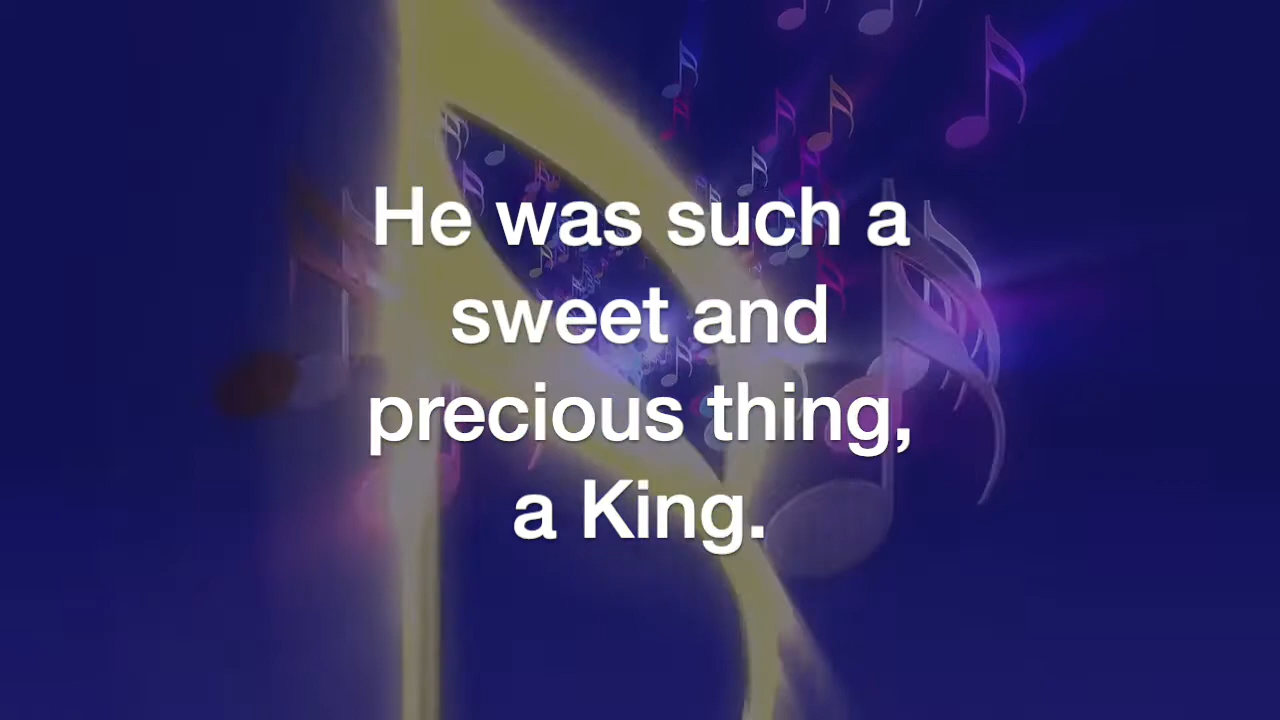 He was such a
sweet and
precious thing,
a King.